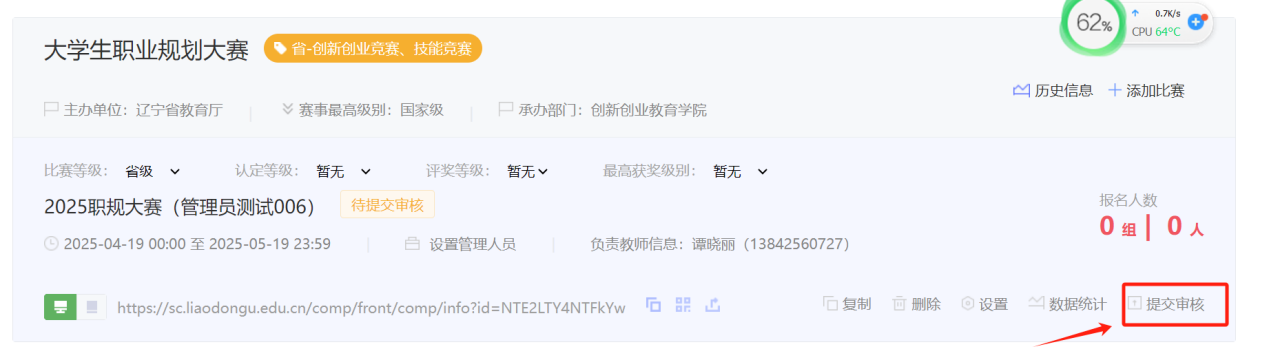 62%
0.7K/s
CPU 64℃
大学生职业规划大赛 省-创新创业竞赛、技能竞赛
历史信息 添加比赛
主办单位：辽宁省教育厅 赛事最高级别：国家级 承办部门：创新创业教育学院
比赛等级： 省级 认定等级： 暂无 评奖等级： 暂无 最高获奖级别： 暂无
2025职规大赛（管理员测试006） 待提交审核
报名人数
0 组 | 0 人
2025-04-19 00:00 至 2025-05-19 23:59 设置管理人员 负责教师信息：谭晓丽（13842560727）
https://sc.liaodongu.edu.cn/comp/front/comp/info?id=NTE2LTY4NTFkYw 复制 删除 设置 数据统计 提交审核